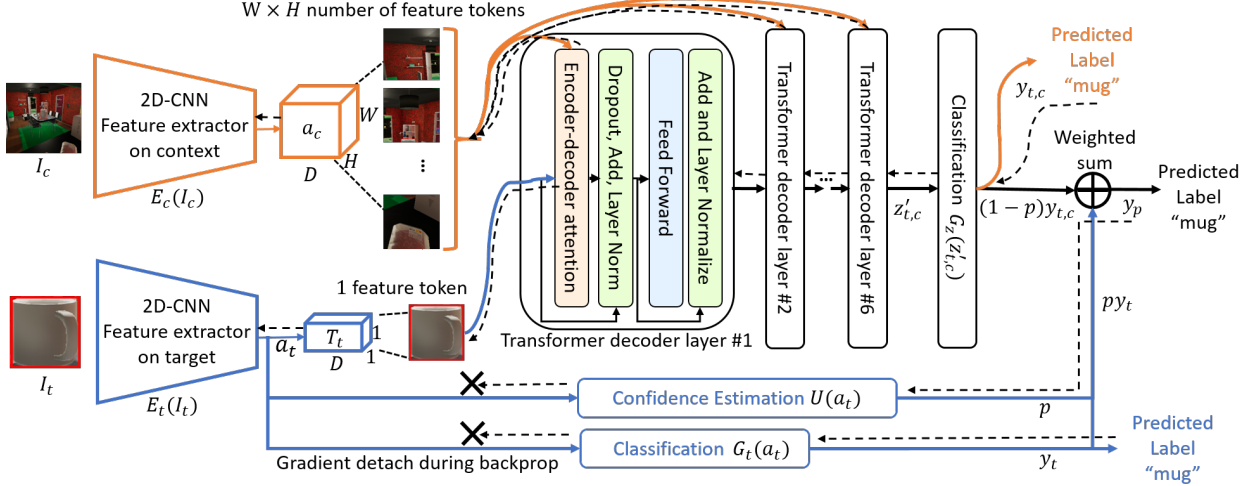 W × H number of feature tokens
2D-CNN
Feature extractor
on context
I_c
E_c(I_c)
a_c
W
H
D
...
Encoder-decoder attention
Dropout, Add, Layer Norm
Feed Forward
Add and Layer Normalize
Transformer decoder layer #1
Transformer decoder layer #2
...
Transformer decoder layer #6
z'_{t,c}
Classification G_z(z'_{t,c})
Predicted
Label
“mug”
y_{t,c}
Weighted
sum
(1 − p)y_{t,c}
y_p
Predicted
Label
“mug”
2D-CNN
Feature extractor
on target
I_t
E_t(I_t)
a_t
T_t
1
1
D
1 feature token
py_t
Confidence Estimation U(a_t)
p
Classification G_t(a_t)
y_t
Gradient detach during backprop
Predicted
Label
“mug”